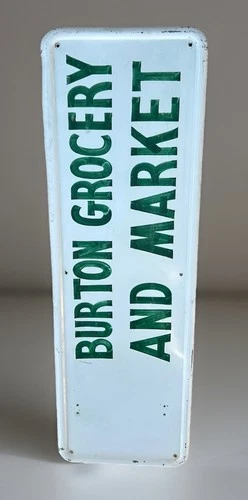 BURTON GROCERY
AND MARKET